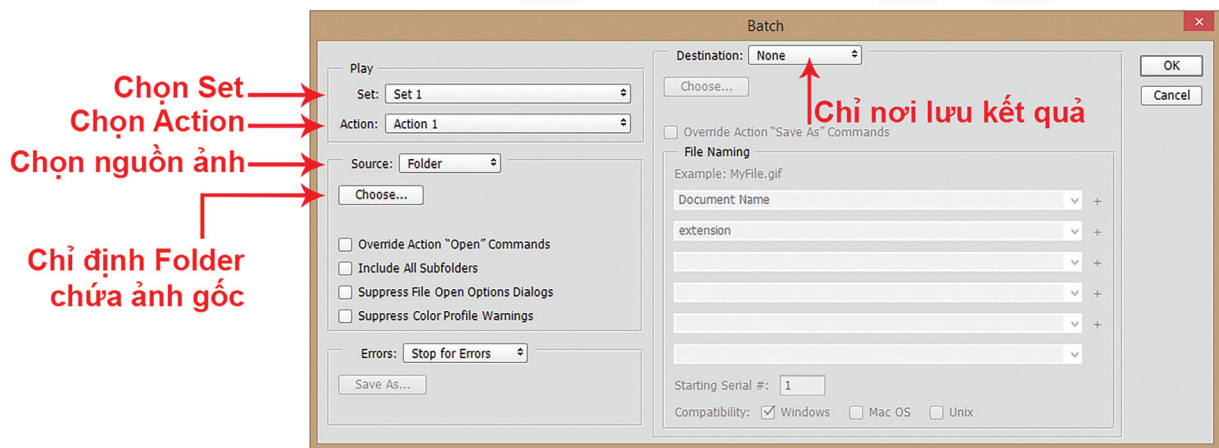 Batch
Chọn Set
Chọn Action
Chọn nguồn ảnh
Chỉ định Folder
chứa ảnh gốc
Play
Set: Set 1
Action: Action 1
Source: Folder
Choose...
Override Action "Open" Commands
Include All Subfolders
Suppress File Open Options Dialogs
Suppress Color Profile Warnings
Errors: Stop for Errors
Save As...
Destination: None
Choose...
Chỉ nơi lưu kết quả
Override Action "Save As" Commands
File Naming
Example: MyFile.gif
Document Name +
extension +
+
+
+
Starting Serial #: 1
Compatibility: Windows Mac OS Unix
OK
Cancel